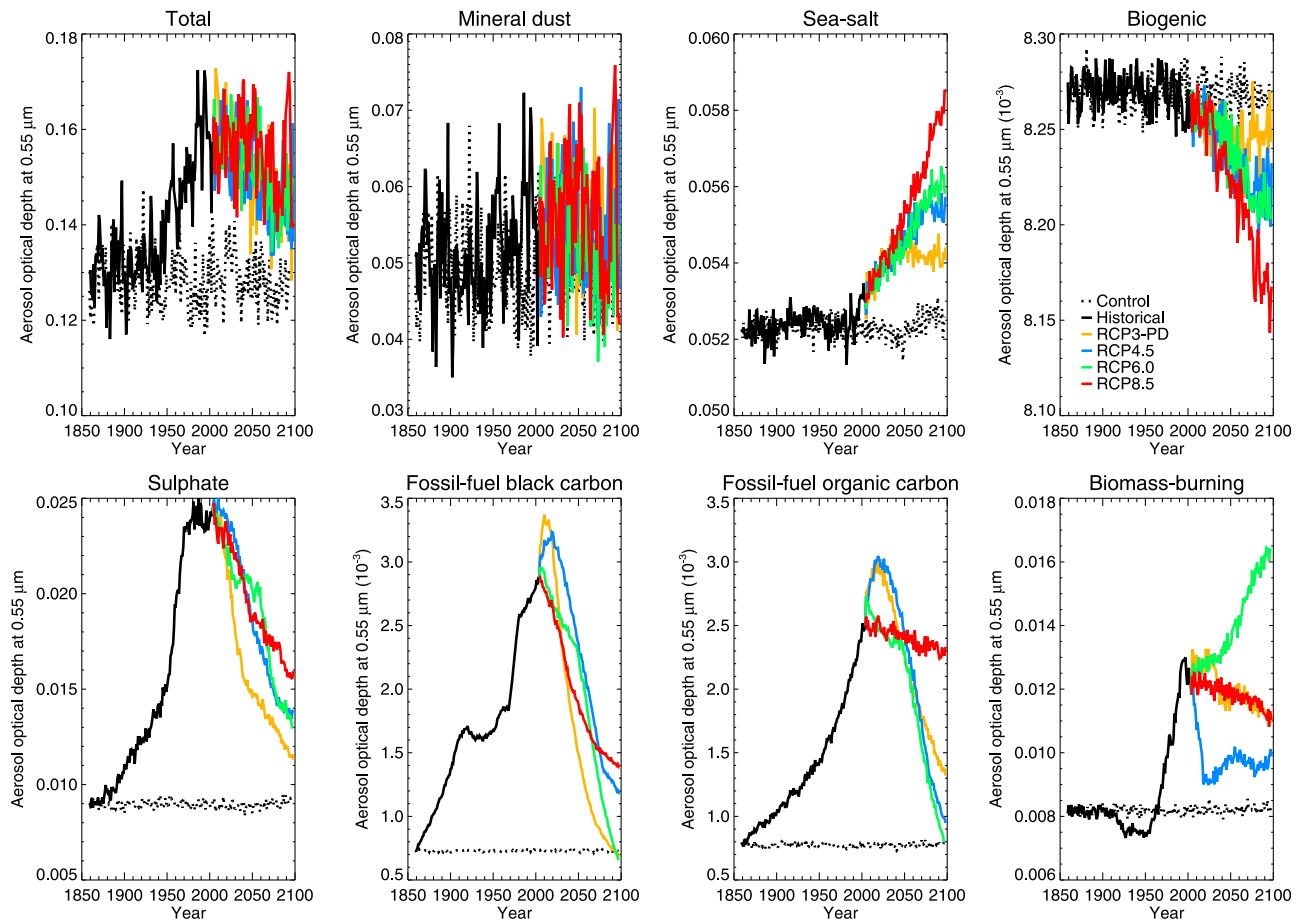 Total
Aerosol optical depth at 0.55 μm
0.18
0.16
0.14
0.12
0.10
1850 1900 1950 2000 2050 2100
Year
Mineral dust
Aerosol optical depth at 0.55 μm
0.08
0.07
0.06
0.05
0.04
0.03
1850 1900 1950 2000 2050 2100
Year
Sea-salt
Aerosol optical depth at 0.55 μm
0.060
0.058
0.056
0.054
0.052
0.050
1850 1900 1950 2000 2050 2100
Year
Biogenic
Aerosol optical depth at 0.55 μm (10⁻³)
8.30
8.25
8.20
8.15
8.10
Control
Historical
RCP3-PD
RCP4.5
RCP6.0
RCP8.5
1850 1900 1950 2000 2050 2100
Year
Sulphate
Aerosol optical depth at 0.55 μm
0.025
0.020
0.015
0.010
0.005
1850 1900 1950 2000 2050 2100
Year
Fossil-fuel black carbon
Aerosol optical depth at 0.55 μm (10⁻³)
3.5
3.0
2.5
2.0
1.5
1.0
0.5
1850 1900 1950 2000 2050 2100
Year
Fossil-fuel organic carbon
Aerosol optical depth at 0.55 μm (10⁻³)
3.5
3.0
2.5
2.0
1.5
1.0
0.5
1850 1900 1950 2000 2050 2100
Year
Biomass-burning
Aerosol optical depth at 0.55 μm
0.018
0.016
0.014
0.012
0.010
0.008
0.006
1850 1900 1950 2000 2050 2100
Year